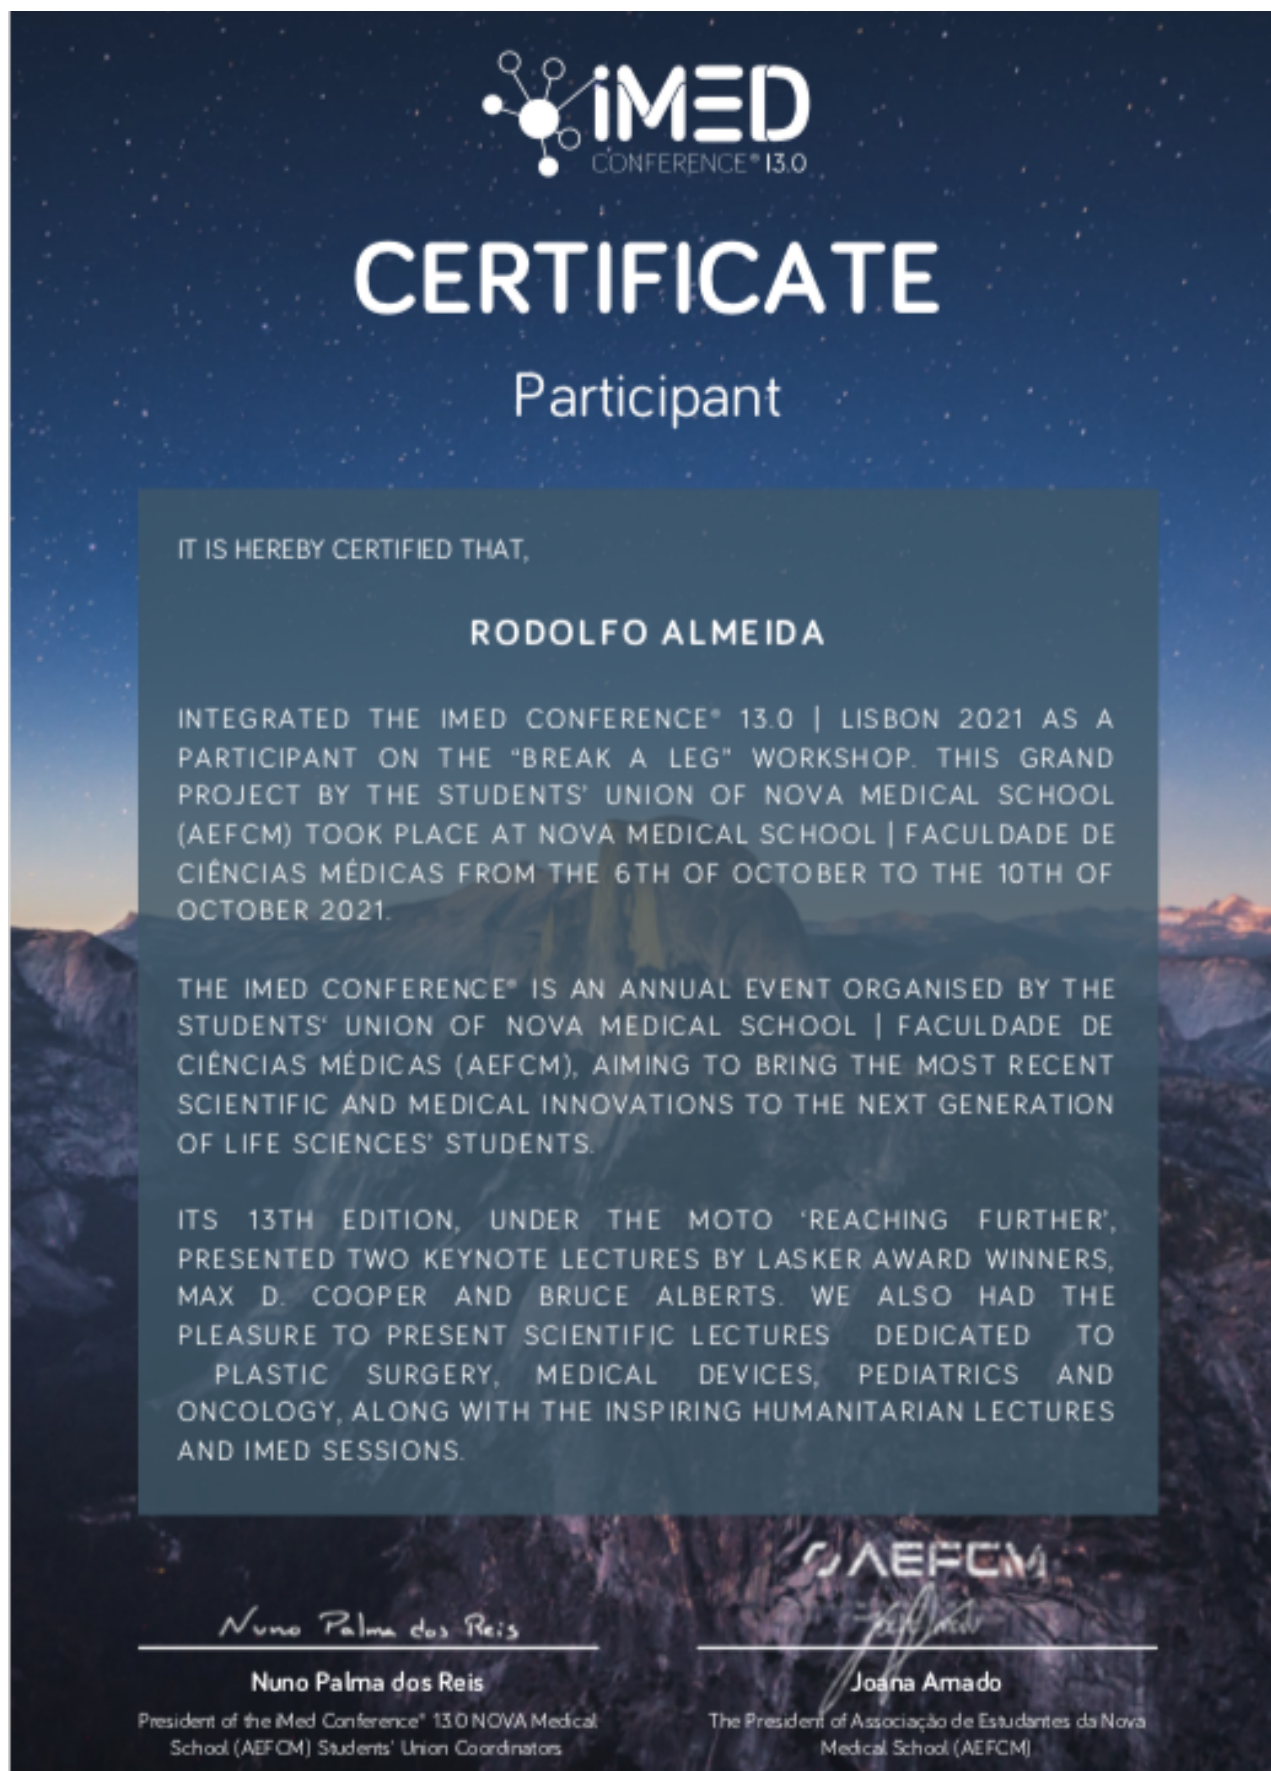 iMED
CONFERENCE® 13.0
CERTIFICATE
Participant
IT IS HEREBY CERTIFIED THAT,
RODOLFO ALMEIDA
INTEGRATED THE IMED CONFERENCE® 13.0 | LISBON 2021 AS A
PARTICIPANT ON THE “BREAK A LEG” WORKSHOP. THIS GRAND
PROJECT BY THE STUDENTS’ UNION OF NOVA MEDICAL SCHOOL
(AEFCM) TOOK PLACE AT NOVA MEDICAL SCHOOL | FACULDADE DE
CIÊNCIAS MÉDICAS FROM THE 6TH OF OCTOBER TO THE 10TH OF
OCTOBER 2021.
THE IMED CONFERENCE® IS AN ANNUAL EVENT ORGANISED BY THE
STUDENTS‘ UNION OF NOVA MEDICAL SCHOOL | FACULDADE DE
CIÊNCIAS MÉDICAS (AEFCM), AIMING TO BRING THE MOST RECENT
SCIENTIFIC AND MEDICAL INNOVATIONS TO THE NEXT GENERATION
OF LIFE SCIENCES’ STUDENTS.
ITS 13TH EDITION, UNDER THE MOTO ‘REACHING FURTHER’,
PRESENTED TWO KEYNOTE LECTURES BY LASKER AWARD WINNERS,
MAX D. COOPER AND BRUCE ALBERTS. WE ALSO HAD THE
PLEASURE TO PRESENT SCIENTIFIC LECTURES DEDICATED TO
PLASTIC SURGERY, MEDICAL DEVICES, PEDIATRICS AND
ONCOLOGY, ALONG WITH THE INSPIRING HUMANITARIAN LECTURES
AND IMED SESSIONS.
AEFCM
Nuno Palma dos Reis
Nuno Palma dos Reis
Joana Amado
President of the iMed Conference® 13.0 NOVA Medical
School (AEFCM) Students’ Union Coordinators
The President of Associação de Estudantes da Nova
Medical School (AEFCM)